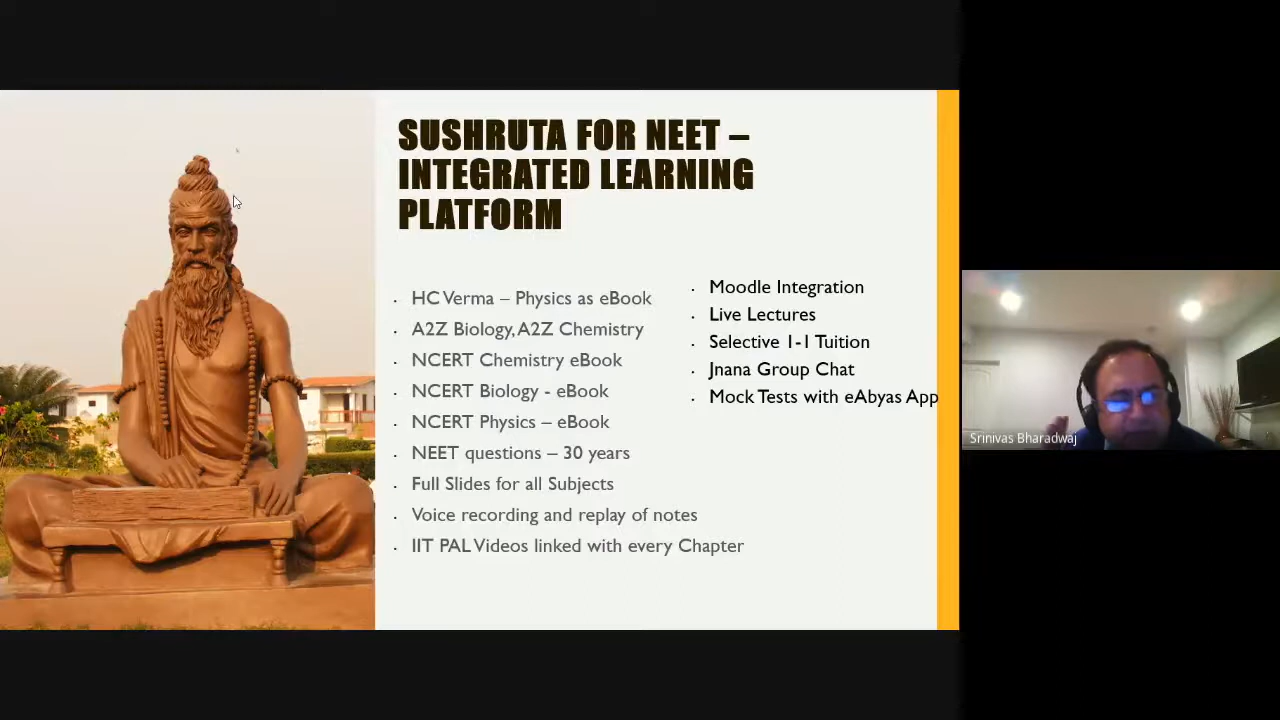 SUSHRUTA FOR NEET –
INTEGRATED LEARNING
PLATFORM
HC Verma – Physics as eBook
A2Z Biology, A2Z Chemistry
NCERT Chemistry eBook
NCERT Biology - eBook
NCERT Physics – eBook
NEET questions – 30 years
Full Slides for all Subjects
Voice recording and replay of notes
IIT PAL Videos linked with every Chapter
Moodle Integration
Live Lectures
Selective 1-1 Tuition
Jnana Group Chat
Mock Tests with eAbyas App
Srinivas Bharadwaj